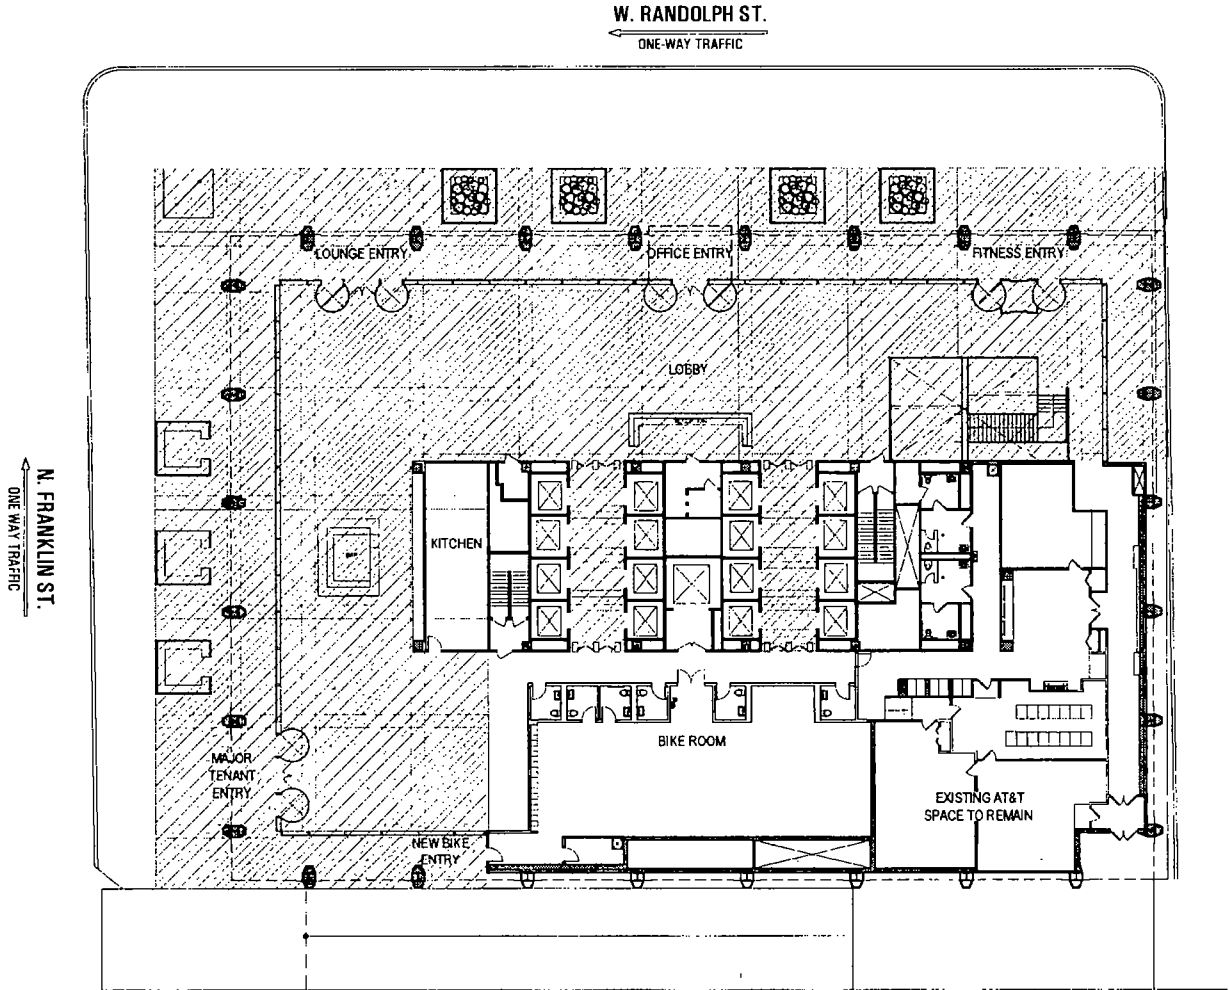 W. RANDOLPH ST.
ONE-WAY TRAFFIC
LOUNGE ENTRY
OFFICE ENTRY
FITNESS ENTRY
LOBBY
N. FRANKLIN ST.
ONE WAY TRAFFIC
KITCHEN
BIKE ROOM
MAJOR
TENANT
ENTRY
EXISTING AT&T
SPACE TO REMAIN
NEW BIKE
ENTRY